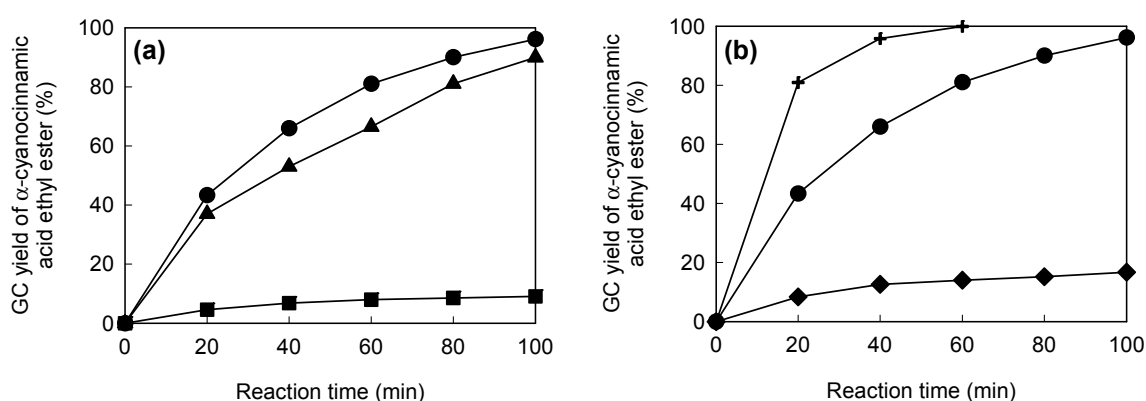 (a)
GC yield of α-cyanocinnamic
acid ethyl ester (%)
100
80
60
40
20
0
0 20 40 60 80 100
Reaction time (min)
(b)
GC yield of α-cyanocinnamic
acid ethyl ester (%)
100
80
60
40
20
0
0 20 40 60 80 100
Reaction time (min)